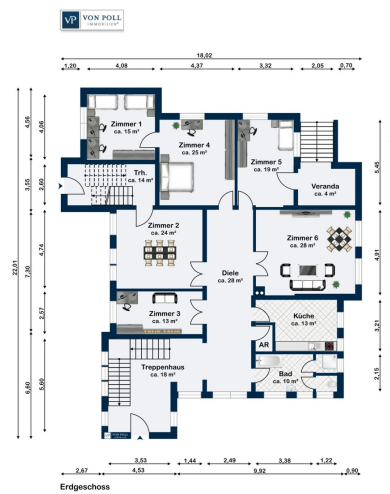 VP VON POLL
IMMOBILIEN®
18,02
1,20 4,08 4,37 3,32 2,05 0,70
Zimmer 1
ca. 15 m²
Zimmer 4
ca. 25 m²
Zimmer 5
ca. 19 m²
Trh.
ca. 14 m²
Veranda
ca. 4 m²
Zimmer 2
ca. 24 m²
Zimmer 6
ca. 28 m²
Diele
ca. 28 m²
Zimmer 3
ca. 13 m²
Küche
ca. 13 m²
AR
Treppenhaus
ca. 18 m²
Bad
ca. 10 m²
22,01
4,56
3,55
7,30
6,60
4,06
2,60
4,74
2,57
5,60
5,45
4,91
3,21
2,15
VP VON POLL
3,53 1,44 2,49 3,38 1,22
2,67 4,53 9,92 0,90
Erdgeschoss